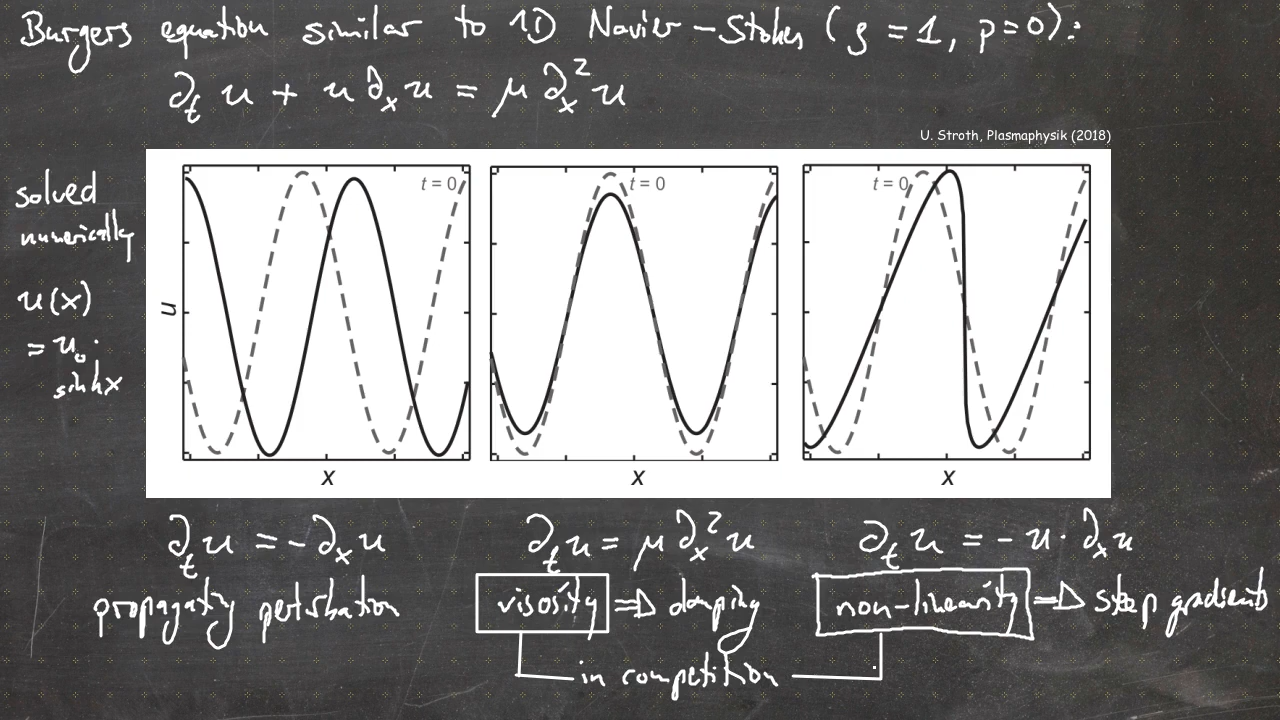 Burgers equation similar to 1D Navier-Stokes (ρ = 1, p = 0):
∂ₜ u + u ∂ₓ u = μ ∂ₓ² u
U. Stroth, Plasmaphysik (2018)
solved
numerically
u(x)
= u₀ ·
sin kx
u
t = 0
t = 0
t = 0
x
x
x
∂ₜ u = - ∂ₓ u
∂ₜ u = μ ∂ₓ² u
∂ₜ u = - u · ∂ₓ u
propagating perturbation
viscosity ⇒ damping
non-linearity ⇒ steep gradients
in competition